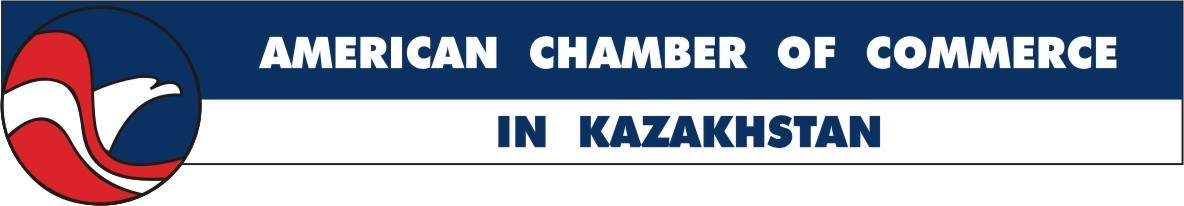 AMERICAN CHAMBER OF COMMERCE
IN KAZAKHSTAN